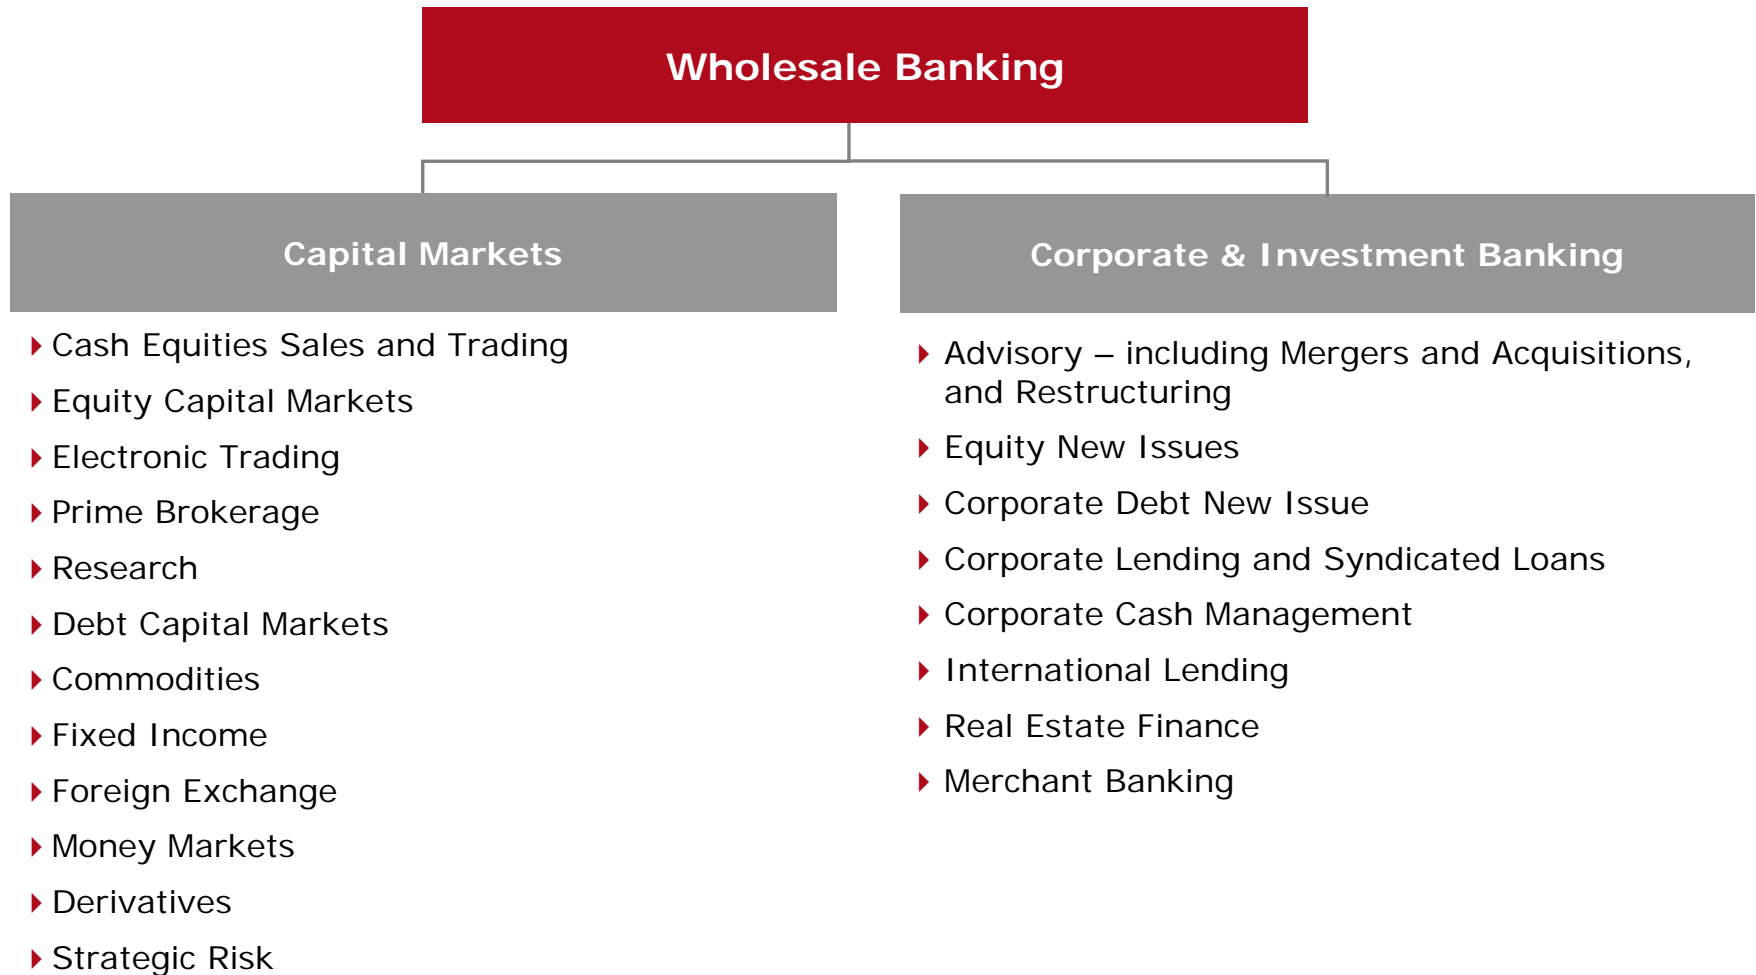 Wholesale Banking
Capital Markets
Cash Equities Sales and Trading
Equity Capital Markets
Electronic Trading
Prime Brokerage
Research
Debt Capital Markets
Commodities
Fixed Income
Foreign Exchange
Money Markets
Derivatives
Strategic Risk
Corporate & Investment Banking
Advisory – including Mergers and Acquisitions,
and Restructuring
Equity New Issues
Corporate Debt New Issue
Corporate Lending and Syndicated Loans
Corporate Cash Management
International Lending
Real Estate Finance
Merchant Banking